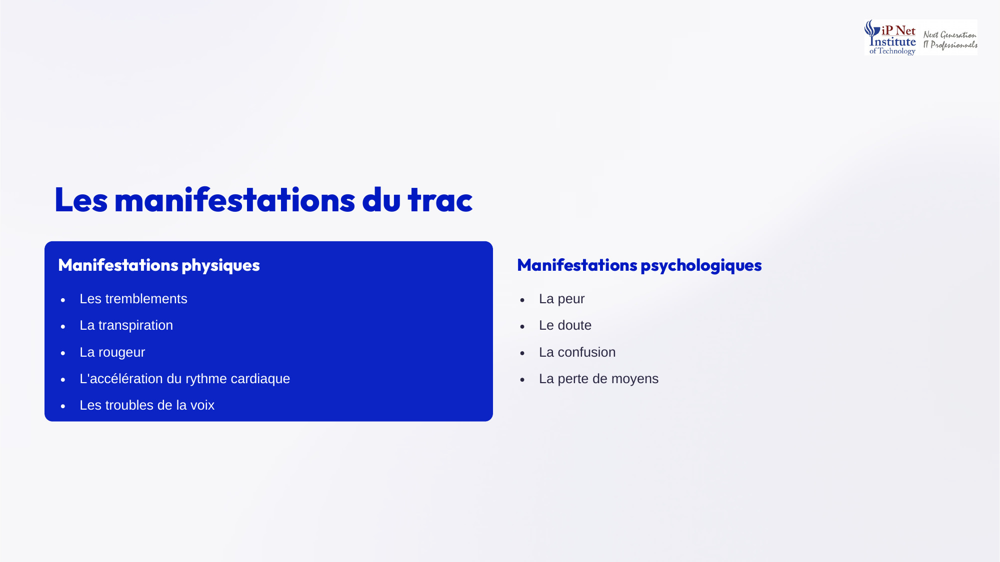 iP Net
Institute
of Technology
Next Generation
IT Professionnels
Les manifestations du trac
Manifestations physiques
• Les tremblements
• La transpiration
• La rougeur
• L'accélération du rythme cardiaque
• Les troubles de la voix
Manifestations psychologiques
• La peur
• Le doute
• La confusion
• La perte de moyens